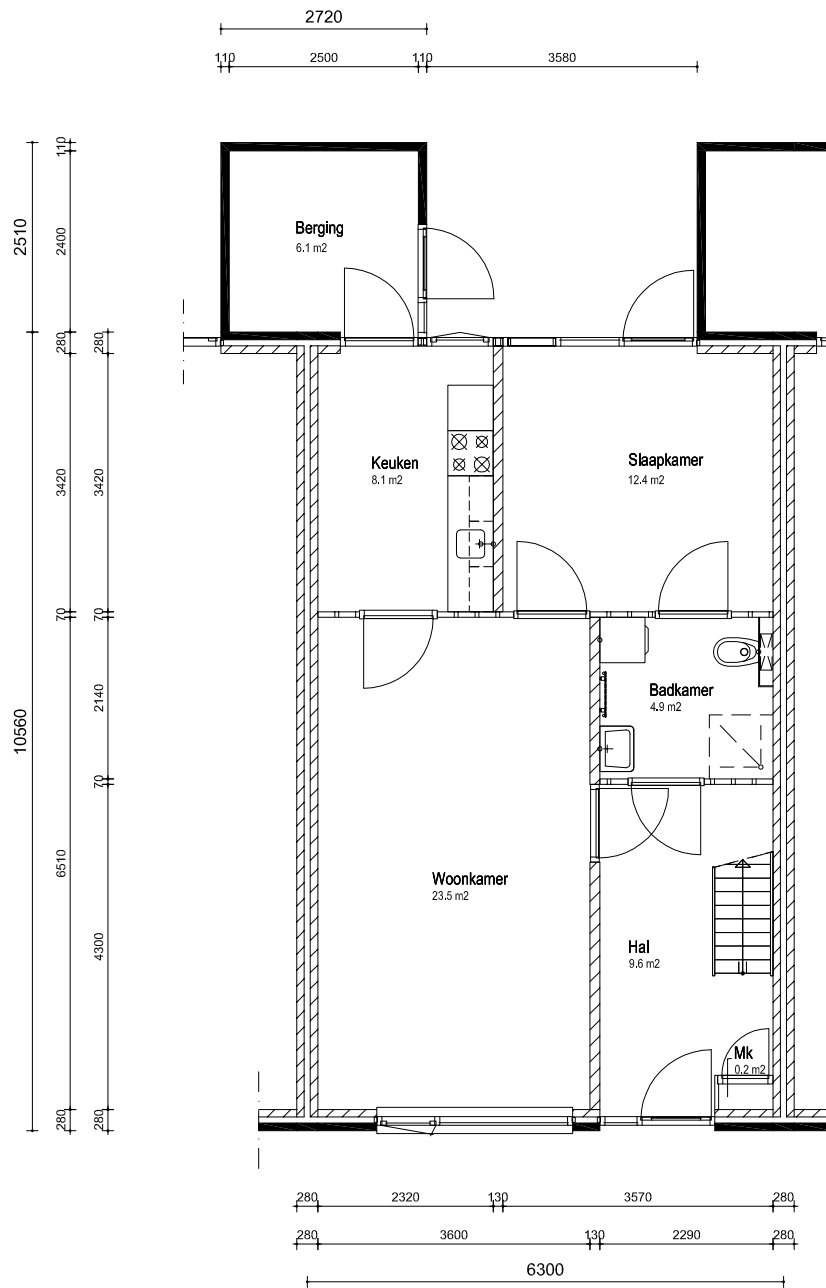 2720
110 2500 110 3580
110
2510
2400
Berging
6.1 m2
280 280
Keuken
8.1 m2
Slaapkamer
12.4 m2
3420 3420
70 70
2140
Badkamer
4.9 m2
10560
70
6510
Woonkamer
23.5 m2
4300
Hal
9.6 m2
Mk
0.2 m2
280 280
280 2320 130 3570 280
280 3600 130 2290 280
6300